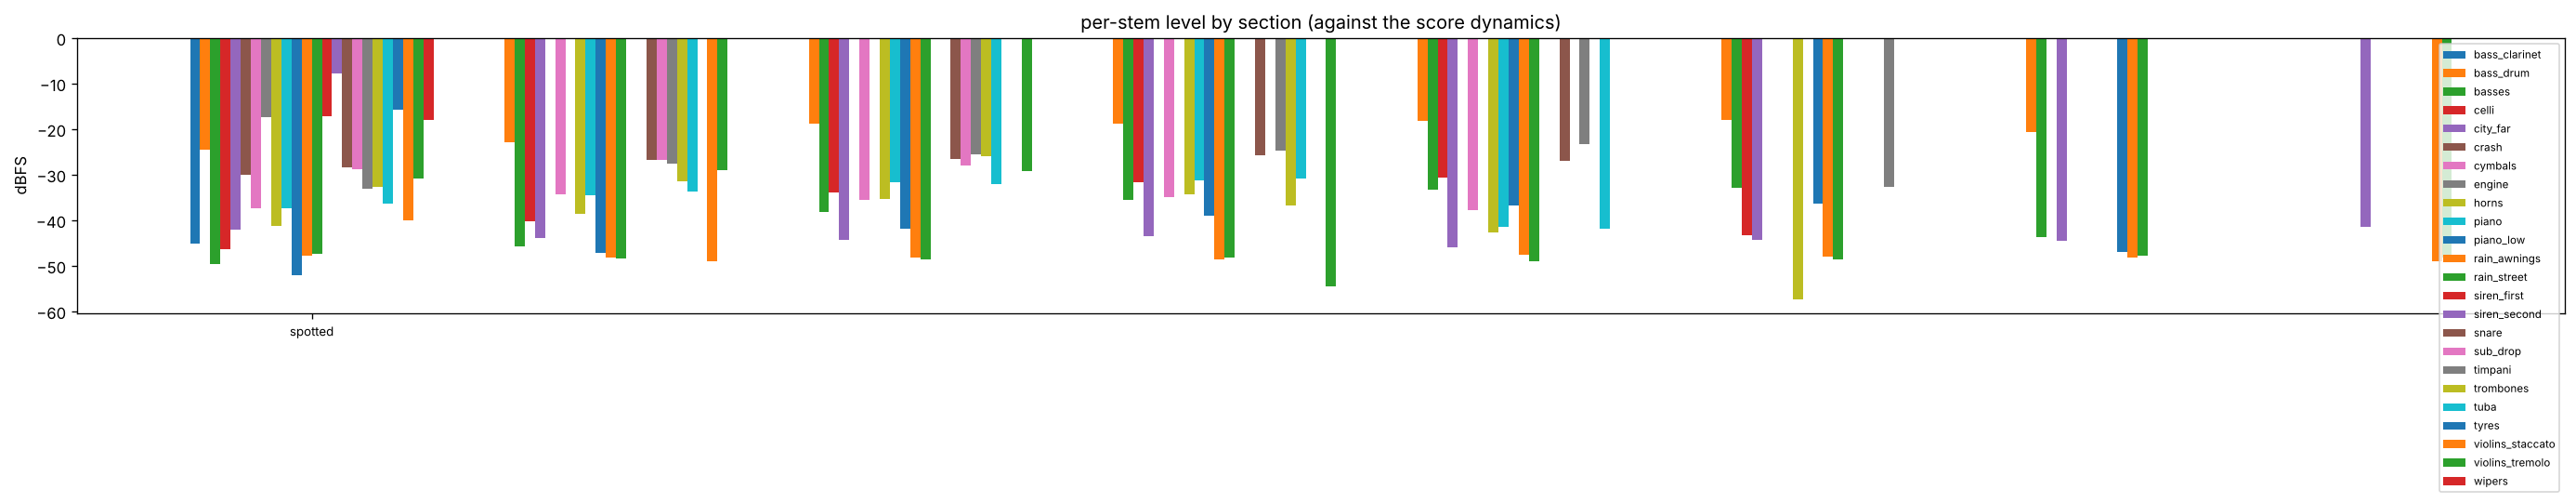 per-stem level by section (against the score dynamics)
dBFS
0
−10
−20
−30
−40
−50
−60
spotted
bass_clarinet
bass_drum
basses
celli
city_far
crash
cymbals
engine
horns
piano
piano_low
rain_awnings
rain_street
siren_first
siren_second
snare
sub_drop
timpani
trombones
tuba
tyres
violins_staccato
violins_tremolo
wipers